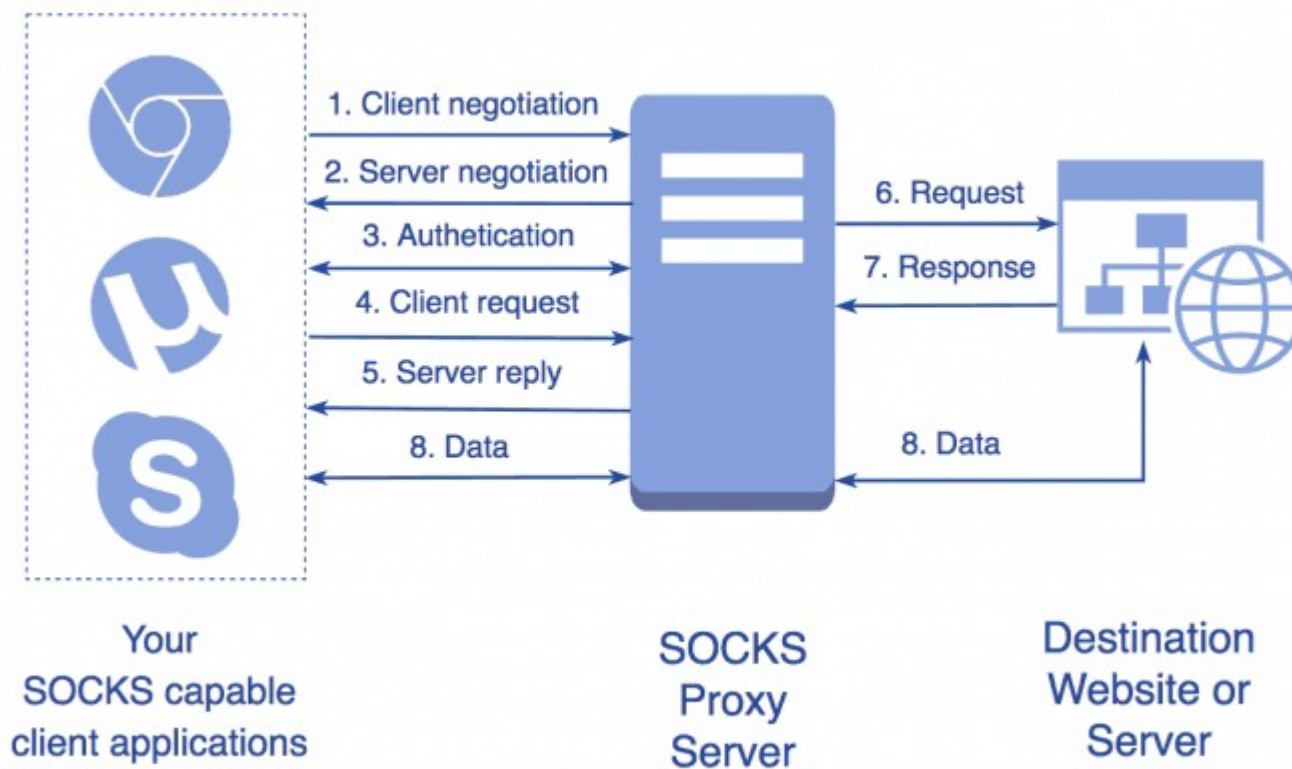 1. Client negotiation
2. Server negotiation
3. Authetication
4. Client request
5. Server reply
8. Data
6. Request
7. Response
8. Data
Your
SOCKS capable
client applications
SOCKS
Proxy
Server
Destination
Website or
Server